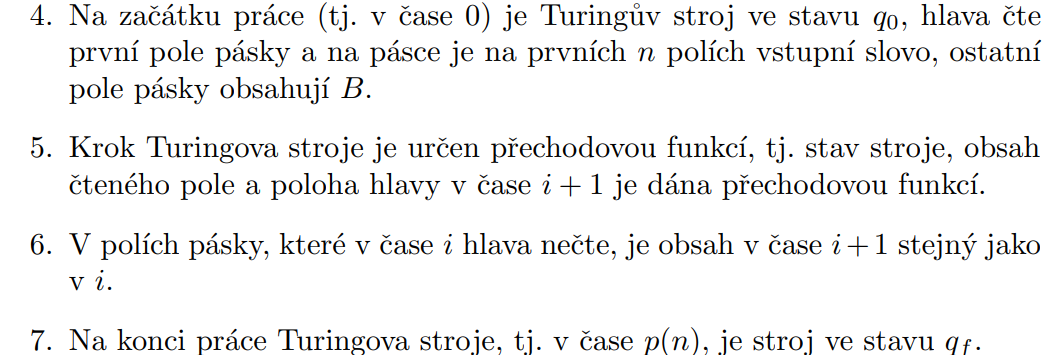 4. Na začátku práce (tj. v čase 0) je Turingův stroj ve stavu q₀, hlava čte
první pole pásky a na pásce je na prvních n polích vstupní slovo, ostatní
pole pásky obsahují B.
5. Krok Turingova stroje je určen přechodovou funkcí, tj. stav stroje, obsah
čteného pole a poloha hlavy v čase i + 1 je dána přechodovou funkcí.
6. V polích pásky, které v čase i hlava nečte, je obsah v čase i + 1 stejný jako
v i.
7. Na konci práce Turingova stroje, tj. v čase p(n), je stroj ve stavu q_f.